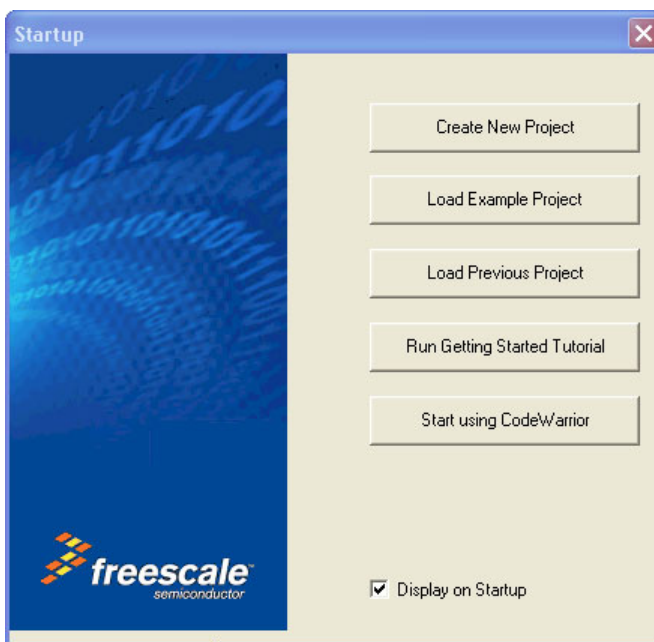 Startup
Create New Project
Load Example Project
Load Previous Project
Run Getting Started Tutorial
Start using CodeWarrior
freescale™
semiconductor
Display on Startup